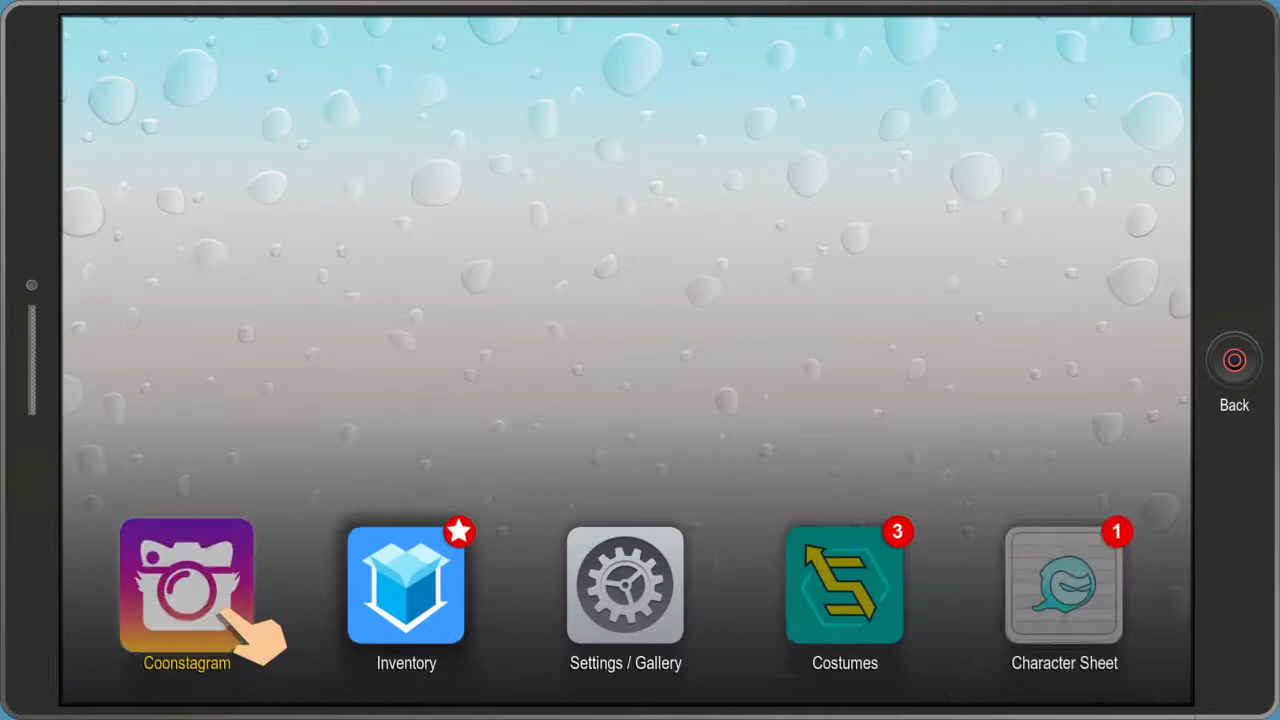 Back
3
1
Coonstagram
Inventory
Settings / Gallery
Costumes
Character Sheet